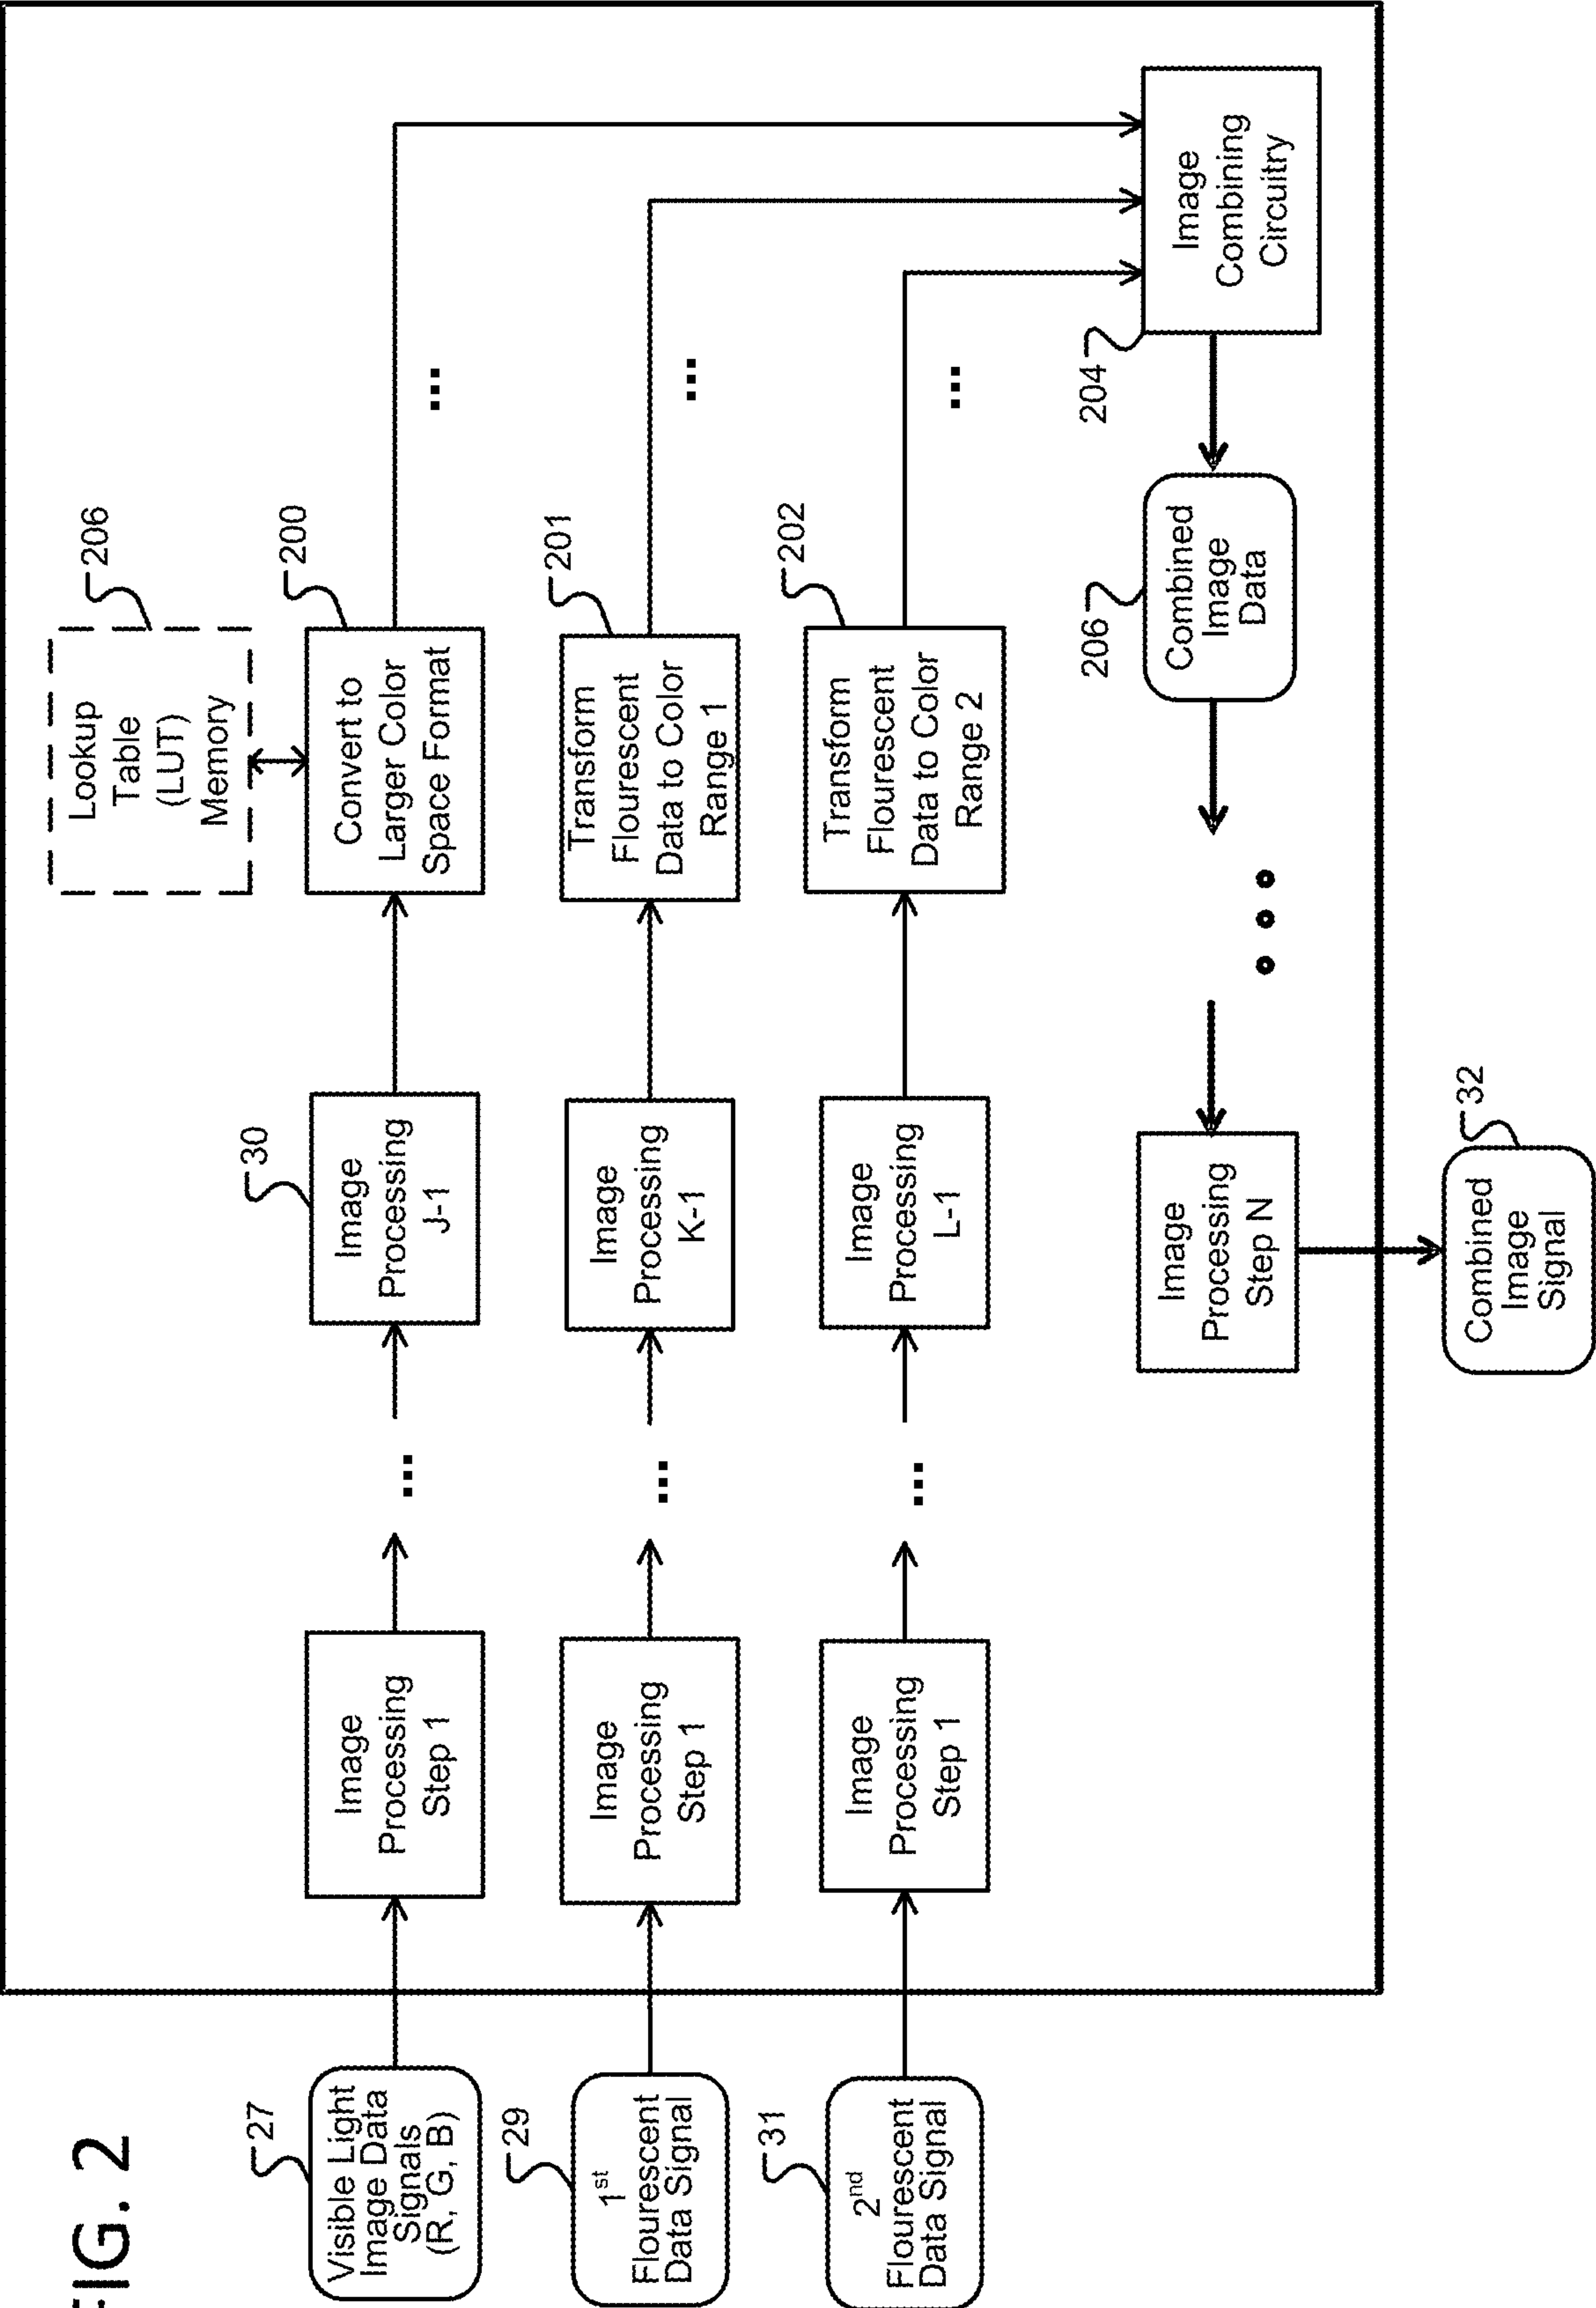 FIG. 2
Lookup
Table
(LUT)
Memory
206
27
Visible Light
Image Data
Signals
(R, G, B)
Image
Processing
Step 1
...
30
Image
Processing
J-1
200
Convert to
Larger Color
Space Format
...
29
1st
Flourescent
Data Signal
Image
Processing
Step 1
...
Image
Processing
K-1
201
Transform
Flourescent
Data to Color
Range 1
...
31
2nd
Flourescent
Data Signal
Image
Processing
Step 1
...
Image
Processing
L-1
202
Transform
Flourescent
Data to Color
Range 2
...
204
Image
Combining
Circuitry
206
Combined
Image
Data
Image
Processing
Step N
32
Combined
Image
Signal